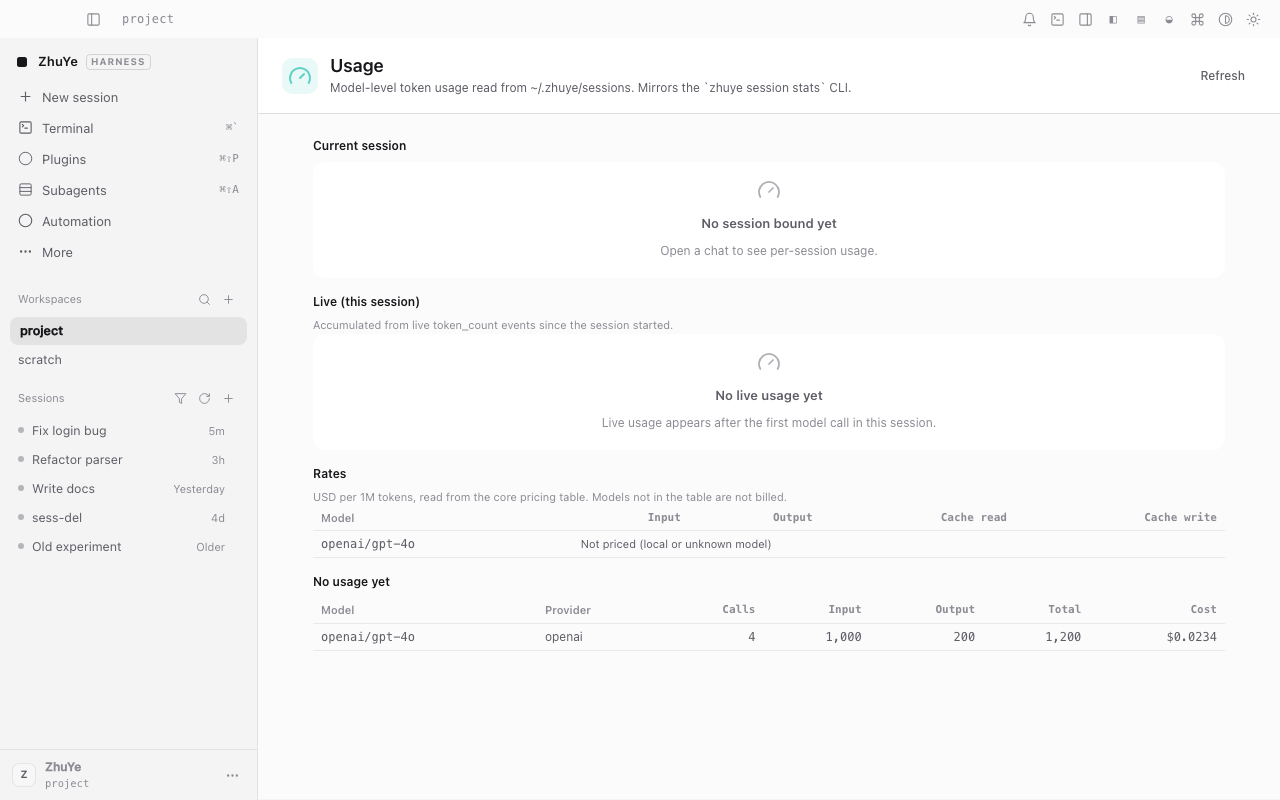 project
ZhuYe HARNESS
New session
Terminal ⌘`
Plugins ⌘⇧P
Subagents ⌘⇧A
Automation
More
Workspaces
project
scratch
Sessions
Fix login bug 5m
Refactor parser 3h
Write docs Yesterday
sess-del 4d
Old experiment Older
Z
ZhuYe
project
Usage
Model-level token usage read from ~/.zhuye/sessions. Mirrors the `zhuye session stats` CLI.
Refresh
Current session
No session bound yet
Open a chat to see per-session usage.
Live (this session)
Accumulated from live token_count events since the session started.
No live usage yet
Live usage appears after the first model call in this session.
Rates
USD per 1M tokens, read from the core pricing table. Models not in the table are not billed.
Model Input Output Cache read Cache write
openai/gpt-4o Not priced (local or unknown model)
No usage yet
Model Provider Calls Input Output Total Cost
openai/gpt-4o openai 4 1,000 200 1,200 $0.0234